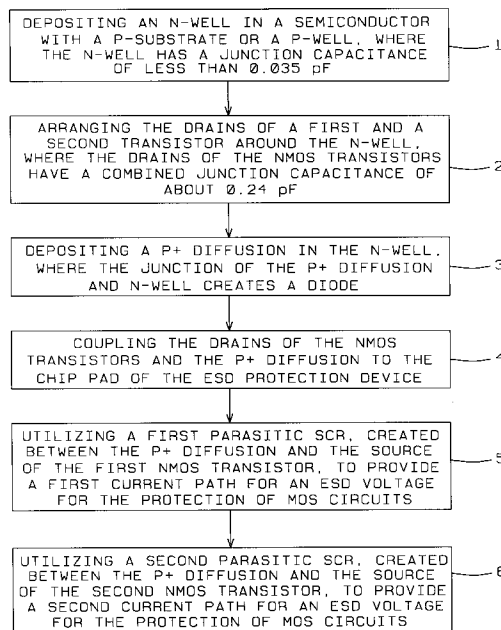 DEPOSITING AN N-WELL IN A SEMICONDUCTOR
WITH A P-SUBSTRATE OR A P-WELL, WHERE
THE N-WELL HAS A JUNCTION CAPACITANCE
OF LESS THAN 0.035 pF
1
ARRANGING THE DRAINS OF A FIRST AND A
SECOND TRANSISTOR AROUND THE N-WELL,
WHERE THE DRAINS OF THE NMOS TRANSISTORS
HAVE A COMBINED JUNCTION CAPACITANCE OF
ABOUT 0.24 pF
2
DEPOSITING A P+ DIFFUSION IN THE N-WELL,
WHERE THE JUNCTION OF THE P+ DIFFUSION
AND N-WELL CREATES A DIODE
3
COUPLING THE DRAINS OF THE NMOS
TRANSISTORS AND THE P+ DIFFUSION TO THE
CHIP PAD OF THE ESD PROTECTION DEVICE
4
UTILIZING A FIRST PARASITIC SCR, CREATED
BETWEEN THE P+ DIFFUSION AND THE SOURCE
OF THE FIRST NMOS TRANSISTOR, TO PROVIDE
A FIRST CURRENT PATH FOR AN ESD VOLTAGE
FOR THE PROTECTION OF MOS CIRCUITS
5
UTILIZING A SECOND PARASITIC SCR, CREATED
BETWEEN THE P+ DIFFUSION AND THE SOURCE
OF THE SECOND NMOS TRANSISTOR, TO PROVIDE
A SECOND CURRENT PATH FOR AN ESD VOLTAGE
FOR THE PROTECTION OF MOS CIRCUITS
6